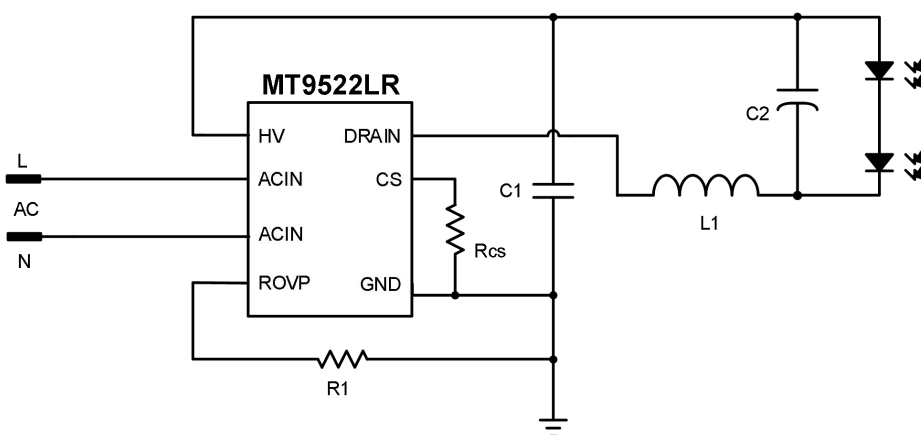 MT9522LR
HV
DRAIN
L
ACIN
CS
AC
C1
C2
ACIN
Rcs
L1
N
ROVP
GND
R1